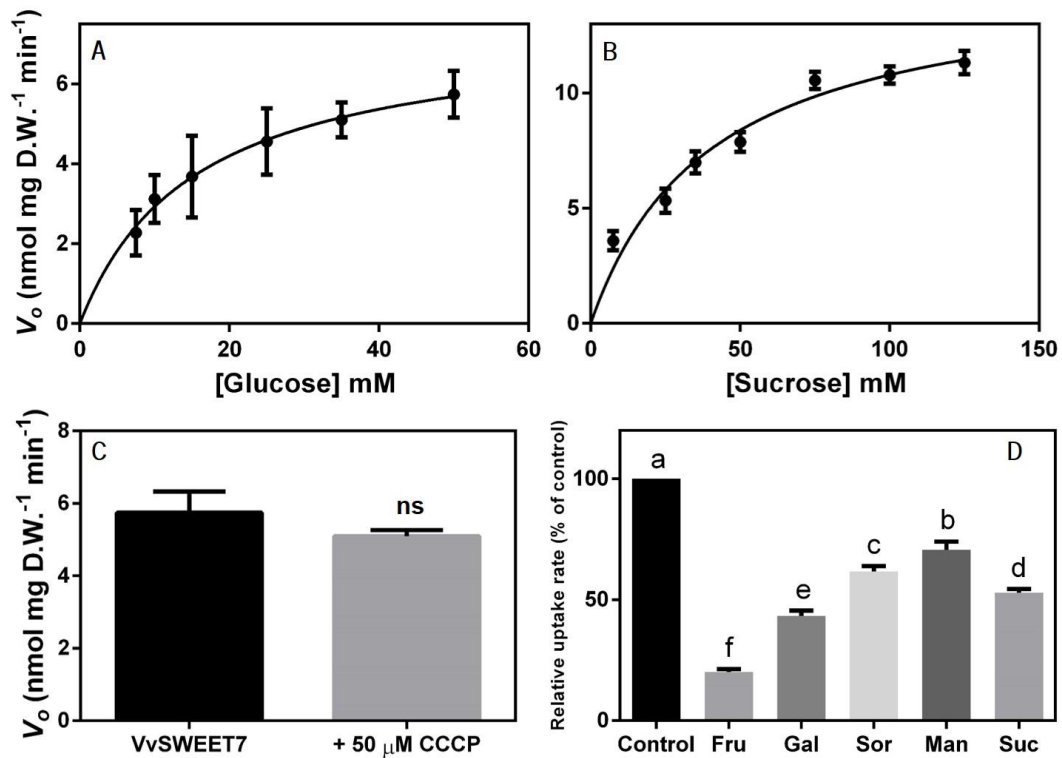 A
V₀ (nmol mg D.W.⁻¹ min⁻¹)
6
4
2
0
0 20 40 60
[Glucose] mM
B
10
5
0
0 50 100 150
[Sucrose] mM
C
V₀ (nmol mg D.W.⁻¹ min⁻¹)
8
6
4
2
0
ns
VvSWEET7 + 50 μM CCCP
D
Relative uptake rate (% of control)
100
50
0
a
f
e
c
b
d
Control Fru Gal Sor Man Suc